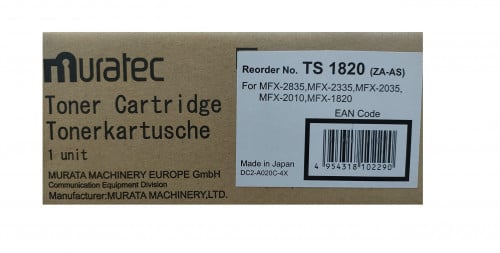 muratec
Toner Cartridge
Tonerkartusche
1 unit
MURATA MACHINERY EUROPE GmbH
Communication Equipment Division
Manufacturer:MURATA MACHINERY,LTD.
Reorder No. TS 1820 (ZA-AS)
For MFX-2835,MFX-2335,MFX-2035,
MFX-2010,MFX-1820
EAN Code
Made in Japan
DC2-A020C-4X
4 954318 102290